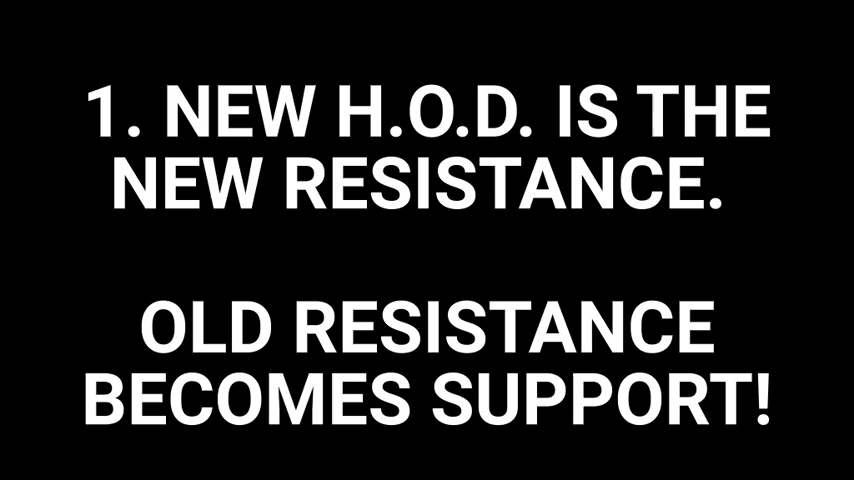 1. NEW H.O.D. IS THE
NEW RESISTANCE.
OLD RESISTANCE
BECOMES SUPPORT!